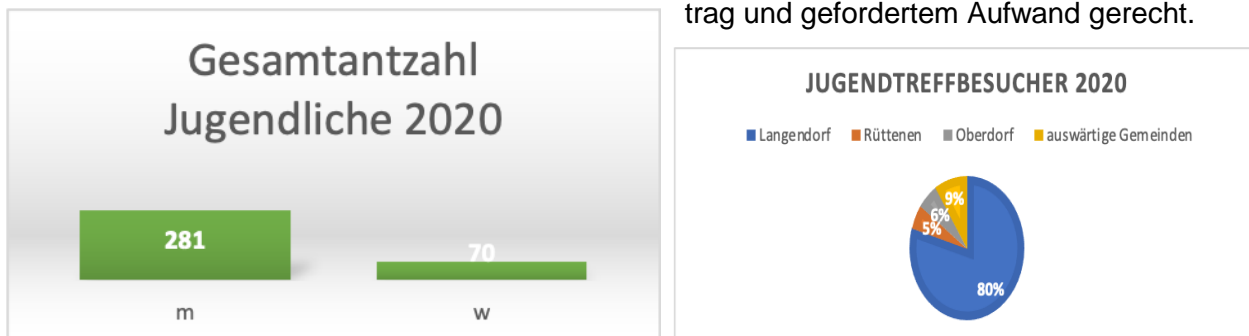 Gesamtantzahl
Jugendliche 2020
281
70
m
w
trag und gefordertem Aufwand gerecht.
JUGENDTREFFBESUCHER 2020
Langendorf Rüttenen Oberdorf auswärtige Gemeinden
9%
6%
5%
80%